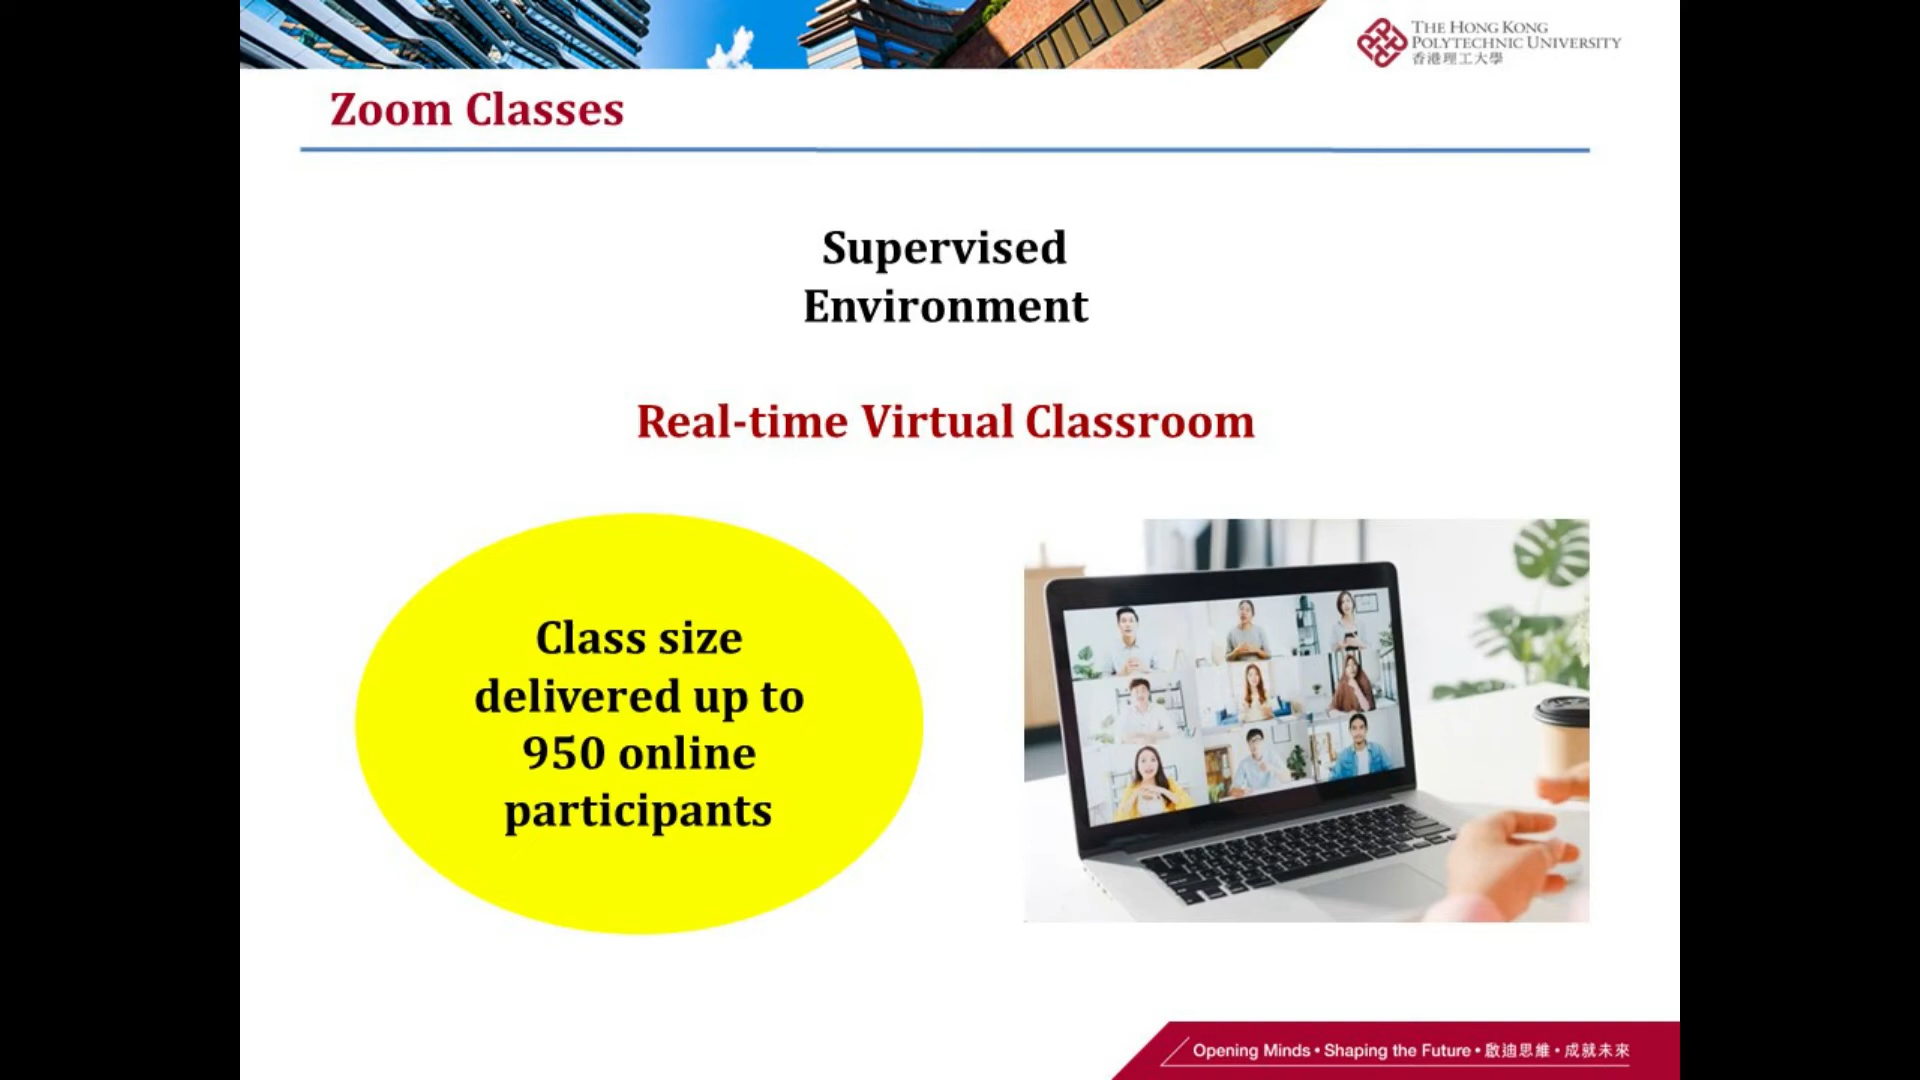 THE HONG KONG
POLYTECHNIC UNIVERSITY
香港理工大學
Zoom Classes
Supervised
Environment
Real-time Virtual Classroom
Class size
delivered up to
950 online
participants
Opening Minds • Shaping the Future • 啟迪思維 • 成就未來